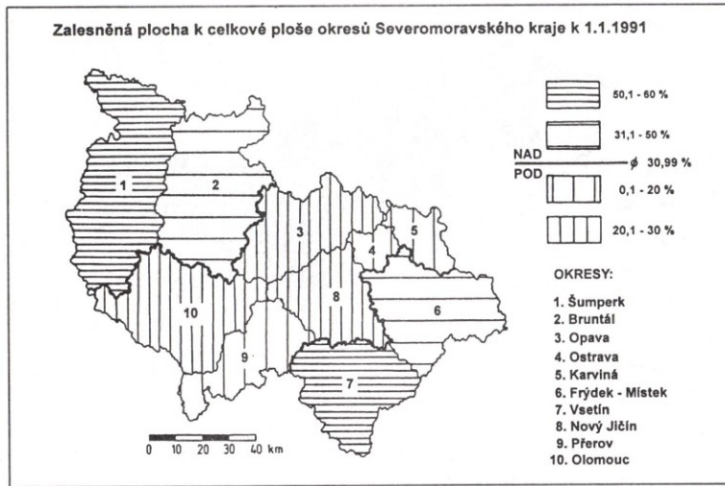 Zalesněná plocha k celkové ploše okresů Severomoravského kraje k 1.1.1991
50,1 - 60 %
31,1 - 50 %
NAD
ø 30,99 %
POD
0,1 - 20 %
20,1 - 30 %
OKRESY:
1. Šumperk
2. Bruntál
3. Opava
4. Ostrava
5. Karviná
6. Frýdek - Místek
7. Vsetín
8. Nový Jičín
9. Přerov
10. Olomouc
1
2
3
4
5
6
7
8
9
10
0 10 20 30 40
km